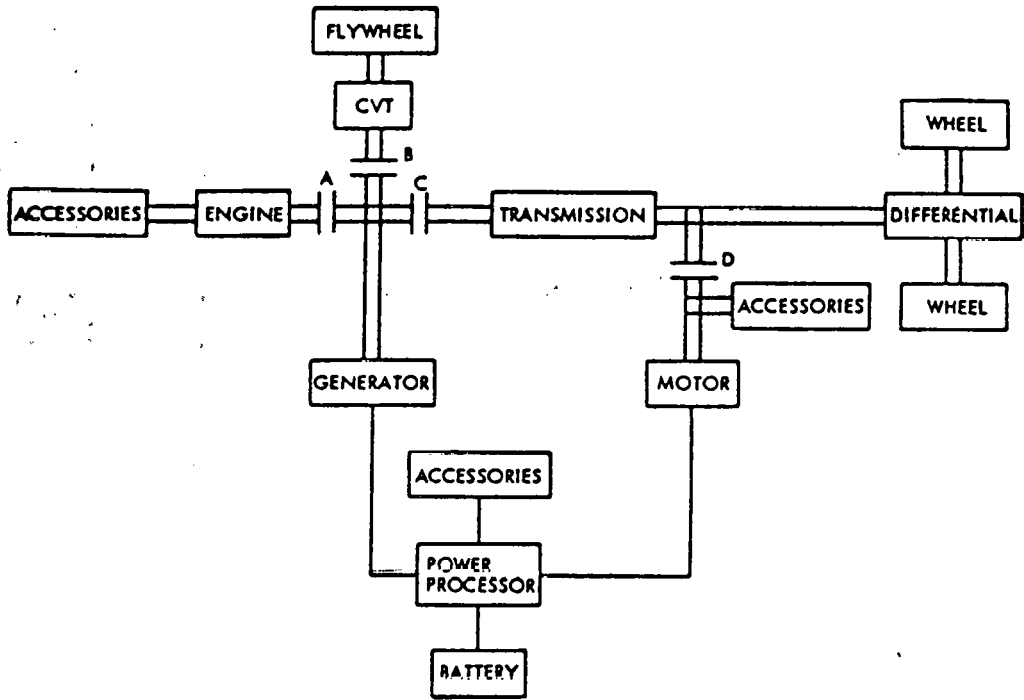 FLYWHEEL
CVT
B
A
C
WHEEL
ACCESSORIES
ENGINE
TRANSMISSION
DIFFERENTIAL
D
ACCESSORIES
WHEEL
GENERATOR
MOTOR
ACCESSORIES
POWER
PROCESSOR
BATTERY